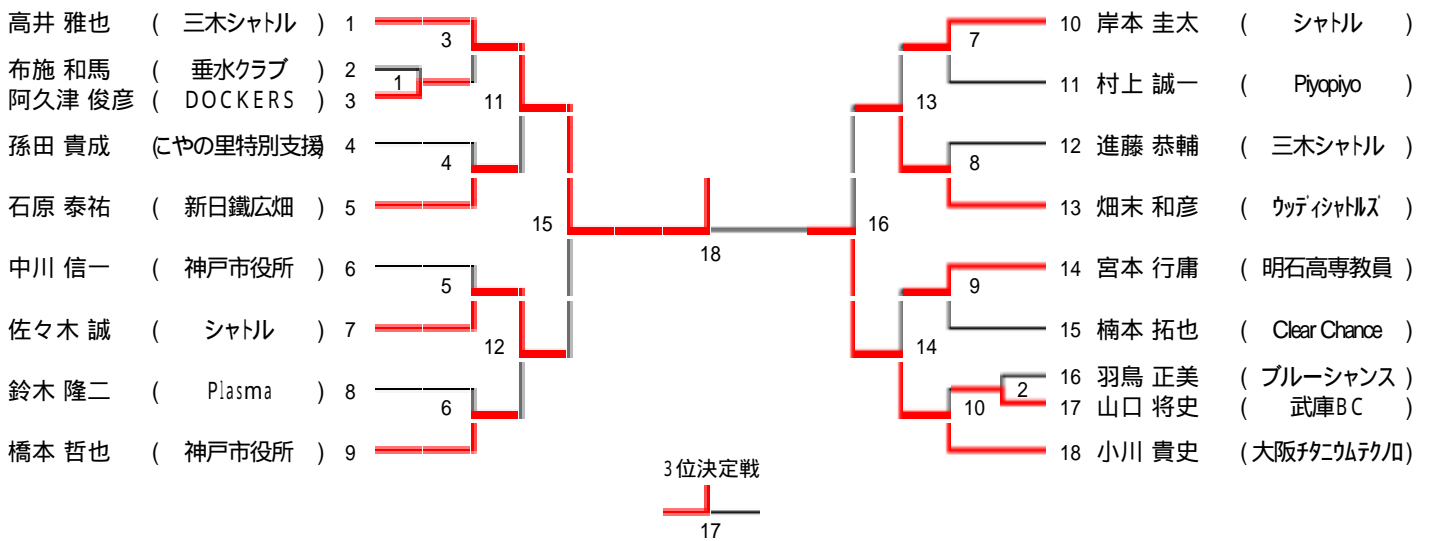 高井 雅也 ( 三木シャトル ) 1
布施 和馬 ( 垂水クラブ ) 2
阿久津 俊彦 ( DOCKERS ) 3
孫田 貴成 (こやの里特別支援) 4
石原 泰祐 ( 新日鐵広畑 ) 5
中川 信一 ( 神戸市役所 ) 6
佐々木 誠 ( シャトル ) 7
鈴木 隆二 ( Plasma ) 8
橋本 哲也 ( 神戸市役所 ) 9
3
1
11
4
15
5
12
6
18
3位決定戦
17
7
13
8
16
9
14
2
10
10 岸本 圭太 ( シャトル )
11 村上 誠一 ( Piyopiyo )
12 進藤 恭輔 ( 三木シャトル )
13 畑末 和彦 ( ウッディシャトルズ )
14 宮本 行庸 ( 明石高専教員 )
15 楠本 拓也 ( Clear Chance )
16 羽鳥 正美 ( ブルーシャンス )
17 山口 将史 ( 武庫BC )
18 小川 貴史 (大阪チタニウムテクノロ)